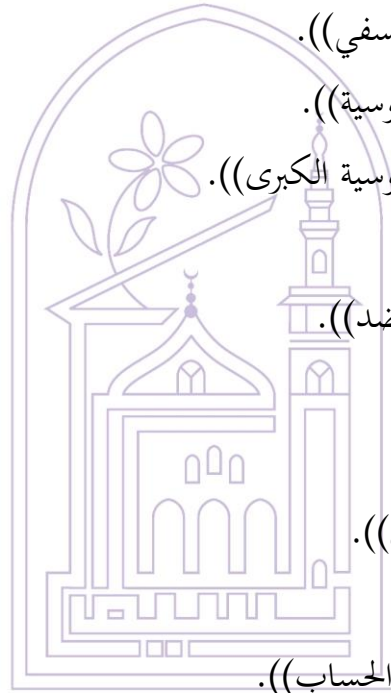 سفي)).
وسية)).
وسية الكبرى)).
ضد)).
)).
الحساب)).